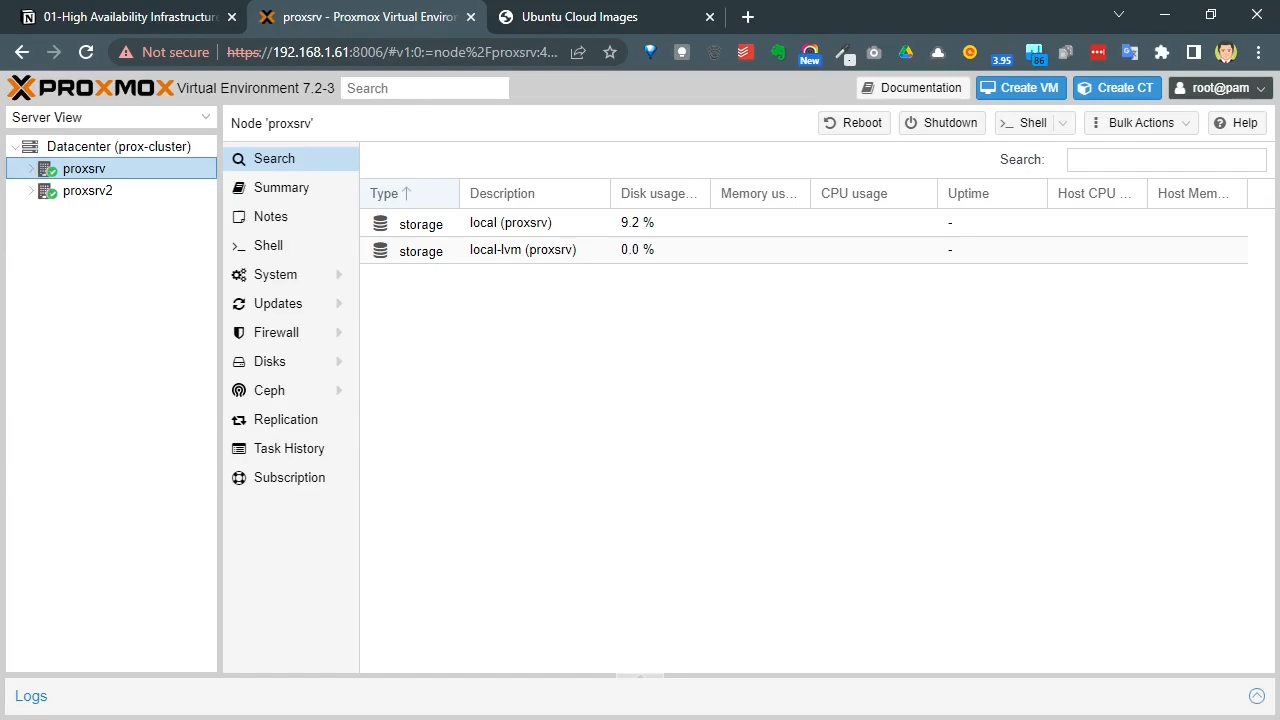 01-High Availability Infrastructure
proxsrv - Proxmox Virtual Enviror
Ubuntu Cloud Images
Not secure
https://192.168.1.61:8006/#v1:0:=node%2Fproxsrv:4...
New
3.95
86
PROXMOX Virtual Environment 7.2-3
Search
Documentation
Create VM
Create CT
root@pam
Server View
Node 'proxsrv'
Reboot
Shutdown
Shell
Bulk Actions
Help
Datacenter (prox-cluster)
proxsrv
proxsrv2
Search
Summary
Notes
Shell
System
Updates
Firewall
Disks
Ceph
Replication
Task History
Subscription
Search:
Type Description Disk usage... Memory us... CPU usage Uptime Host CPU ... Host Mem...
storage local (proxsrv) 9.2 % -
storage local-lvm (proxsrv) 0.0 % -
Logs